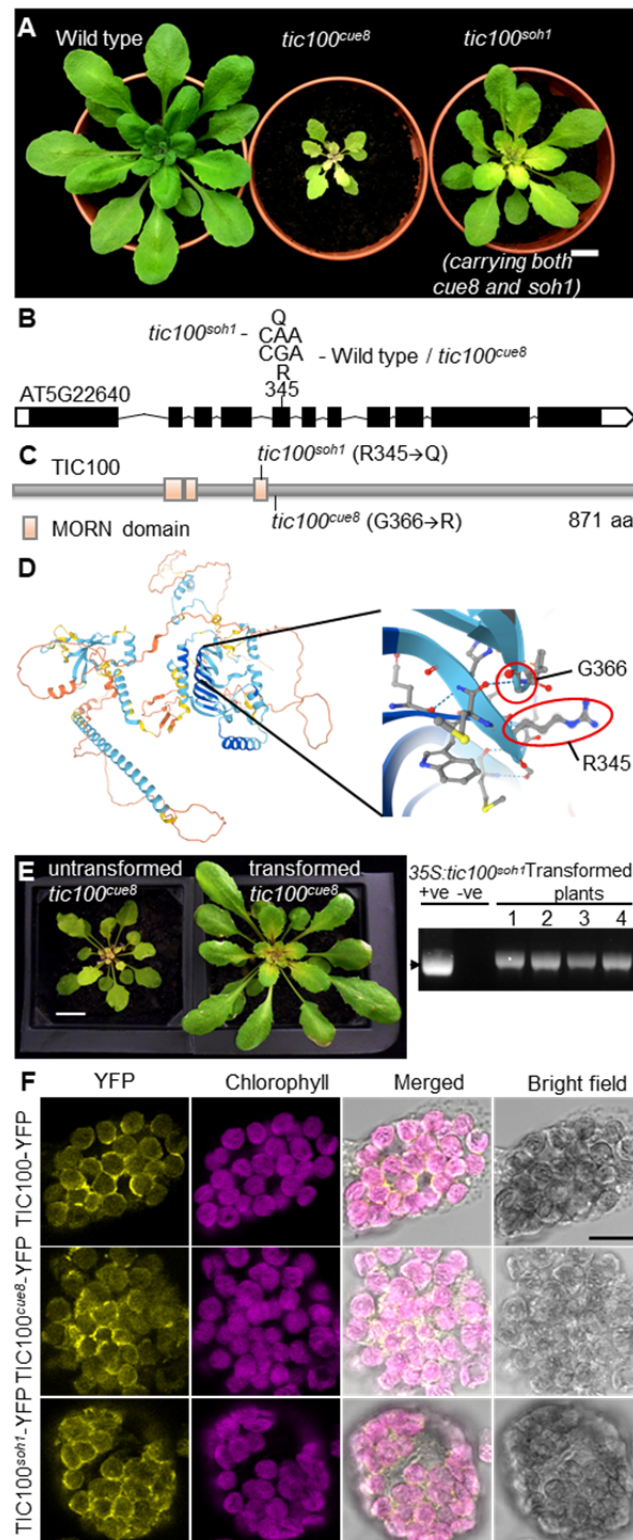 A
Wild type
tic100cue8
tic100soh1
(carrying both
cue8 and soh1)
B
Q
tic100soh1 - CAA
CGA - Wild type / tic100cue8
R
345
AT5G22640
C
TIC100
tic100soh1 (R345→Q)
tic100cue8 (G366→R)
871 aa
MORN domain
D
G366
R345
E
untransformed
tic100cue8
transformed
tic100cue8
35S:tic100soh1 Transformed
+ve -ve plants
1 2 3 4
F
YFP Chlorophyll Merged Bright field
TIC100-YFP
TIC100cue8-YFP
TIC100soh1-YFP